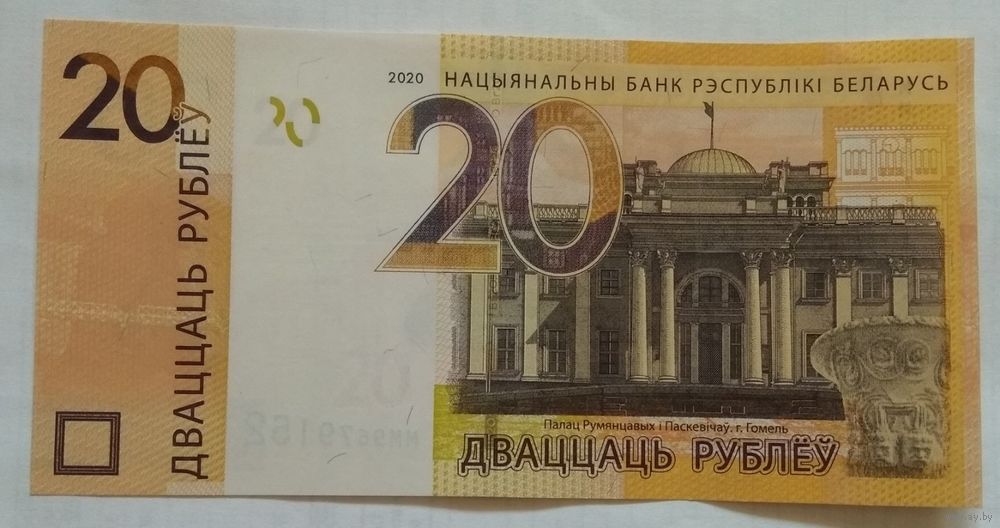 20
ДВАЦЦАЦЬ РУБЛЁЎ
2020 НАЦЫЯНАЛЬНЫ БАНК РЭСПУБЛІКІ БЕЛАРУСЬ
20
Палац Румянцавых і Паскевічаў. г. Гомель
ДВАЦЦАЦЬ РУБЛЁЎ